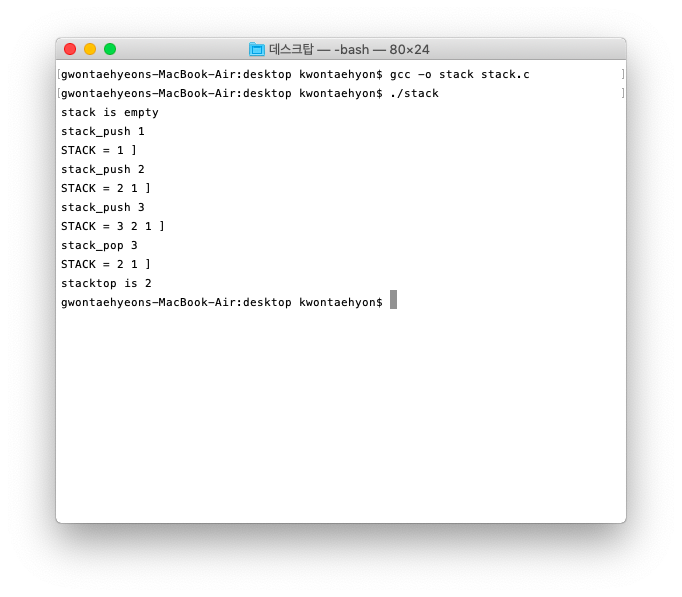 데스크탑 — -bash — 80×24
[gwontaehyeons-MacBook-Air:desktop kwontaehyon$ gcc -o stack stack.c ]
[gwontaehyeons-MacBook-Air:desktop kwontaehyon$ ./stack ]
stack is empty
stack_push 1
STACK = 1 ]
stack_push 2
STACK = 2 1 ]
stack_push 3
STACK = 3 2 1 ]
stack_pop 3
STACK = 2 1 ]
stacktop is 2
gwontaehyeons-MacBook-Air:desktop kwontaehyon$